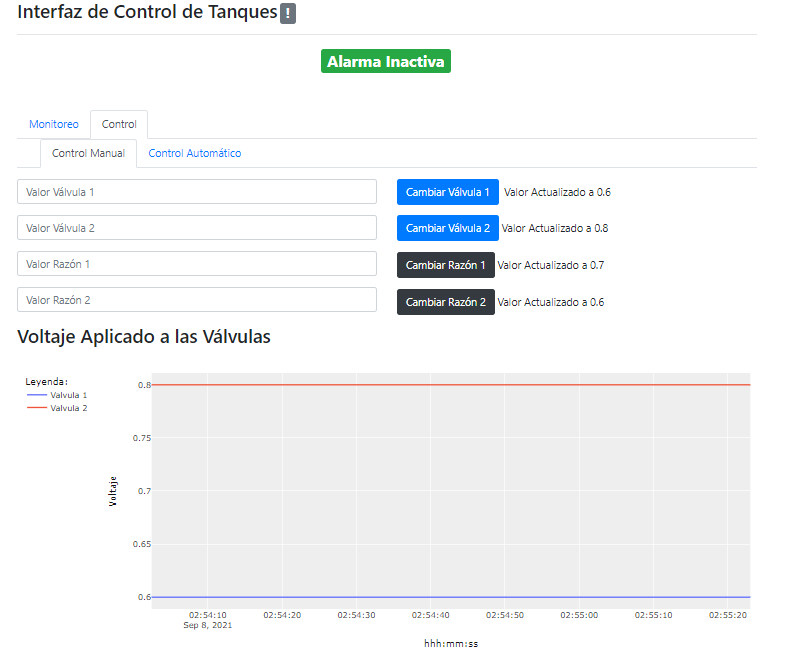 Interfaz de Control de Tanques !
Alarma Inactiva
Monitoreo Control
Control Manual Control Automático
Valor Válvula 1 Cambiar Válvula 1 Valor Actualizado a 0.6
Valor Válvula 2 Cambiar Válvula 2 Valor Actualizado a 0.8
Valor Razón 1 Cambiar Razón 1 Valor Actualizado a 0.7
Valor Razón 2 Cambiar Razón 2 Valor Actualizado a 0.6
Voltaje Aplicado a las Válvulas
Leyenda:
Valvula 1
Valvula 2
Voltaje
0.8
0.75
0.7
0.65
0.6
02:54:10 02:54:20 02:54:30 02:54:40 02:54:50 02:55:00 02:55:10 02:55:20
Sep 8, 2021
hhh:mm:ss